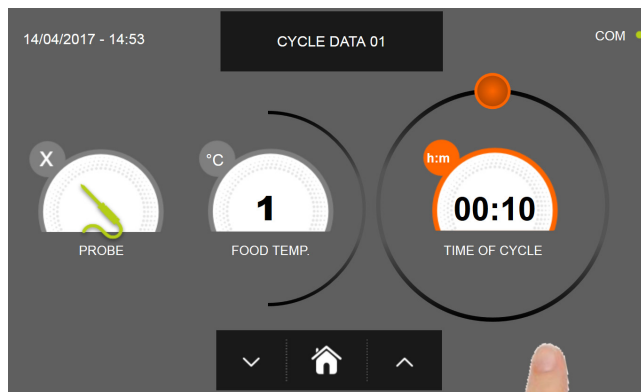 14/04/2017 - 14:53
CYCLE DATA 01
COM
X
°C
h:m
1
00:10
PROBE
FOOD TEMP.
TIME OF CYCLE